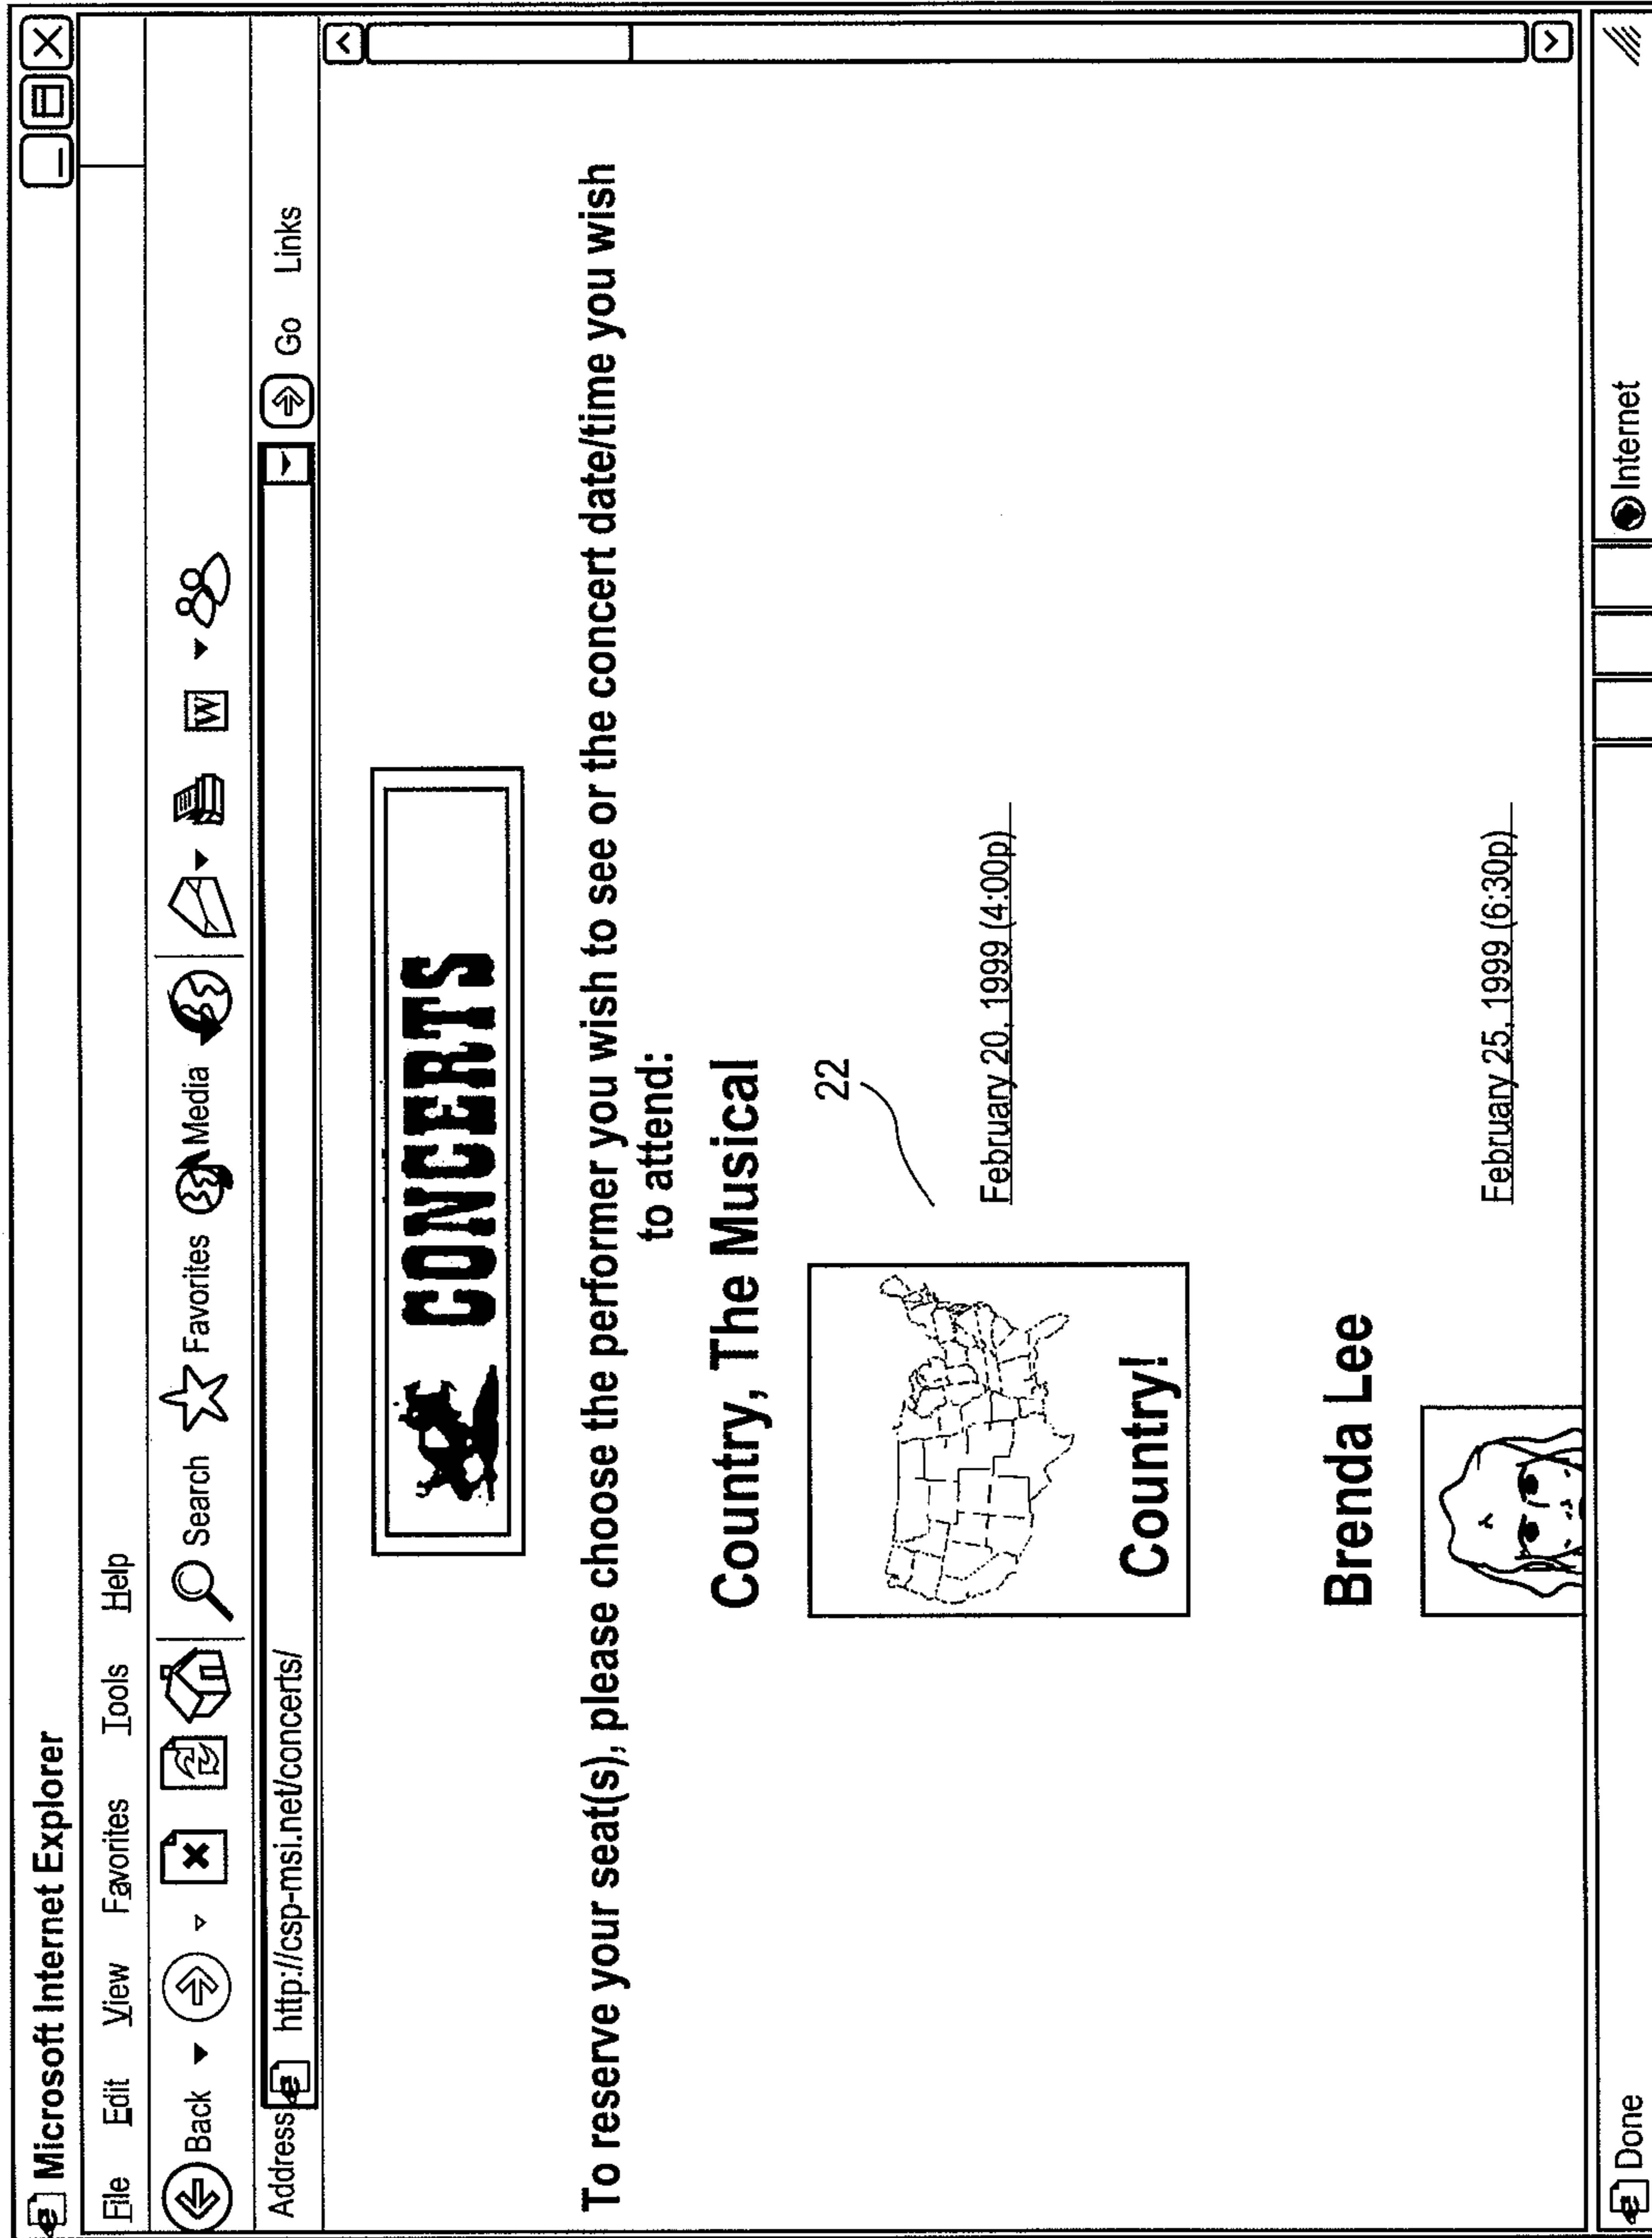 Microsoft Internet Explorer
File Edit View Favorites Tools Help
Back Search Favorites Media W
Address http://csp-msi.net/concerts/ Go Links
CONCERTS
To reserve your seat(s), please choose the performer you wish to see or the concert date/time you wish
to attend:
Country, The Musical
22
February 20, 1999 (4:00p)
Country!
Brenda Lee
February 25, 1999 (6:30p)
Done Internet